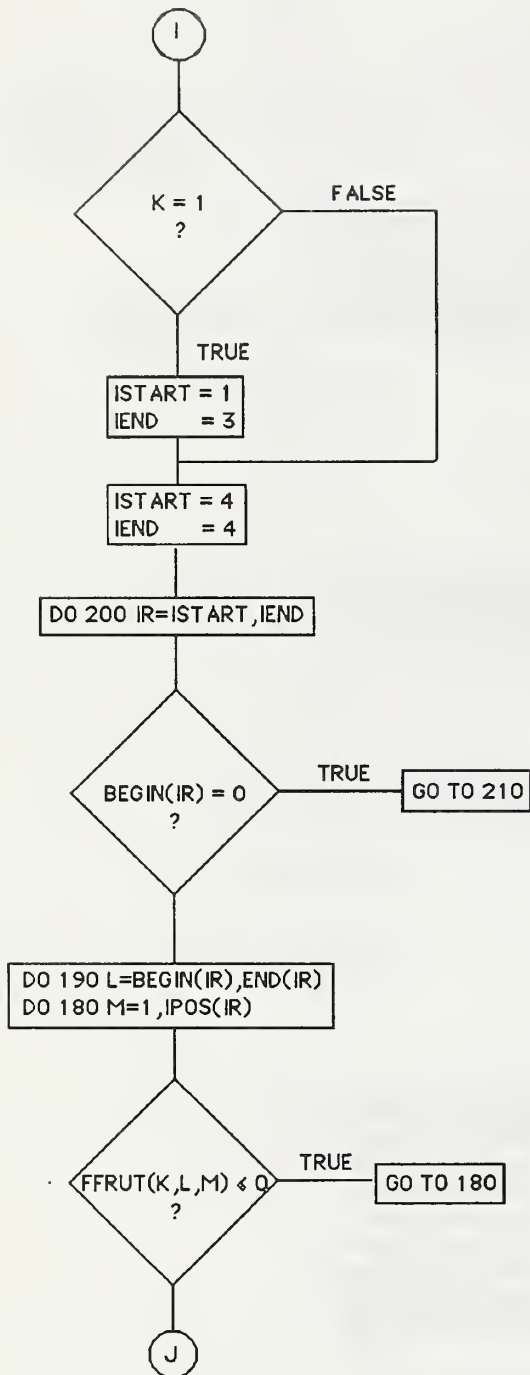 I
K = 1
?
FALSE
TRUE
ISTART = 1
IEND = 3
ISTART = 4
IEND = 4
DO 200 IR=ISTART,IEND
BEGIN(IR) = 0
?
TRUE
GO TO 210
DO 190 L=BEGIN(IR),END(IR)
DO 180 M=1,IPOS(IR)
FFRUT(K,L,M) ≤ 0
?
TRUE
GO TO 180
J